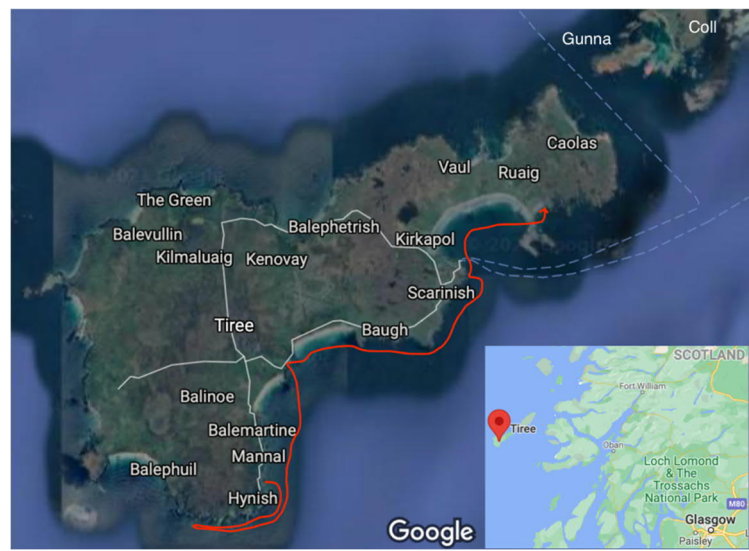 Coll
Gunna
Caolas
Vaul
Ruaig
The Green
Balephetrish
Balevullin
Kirkapol
Kilmaluaig
Kenovay
Scarinish
Tiree
Baugh
Balinoe
Balemartine
Mannal
Balephuil
Hynish
Google
SCOTLAND
Fort William
Tiree
Oban
Loch Lomond
& The
Trossachs
National Park
M80
Glasgow
Paisley